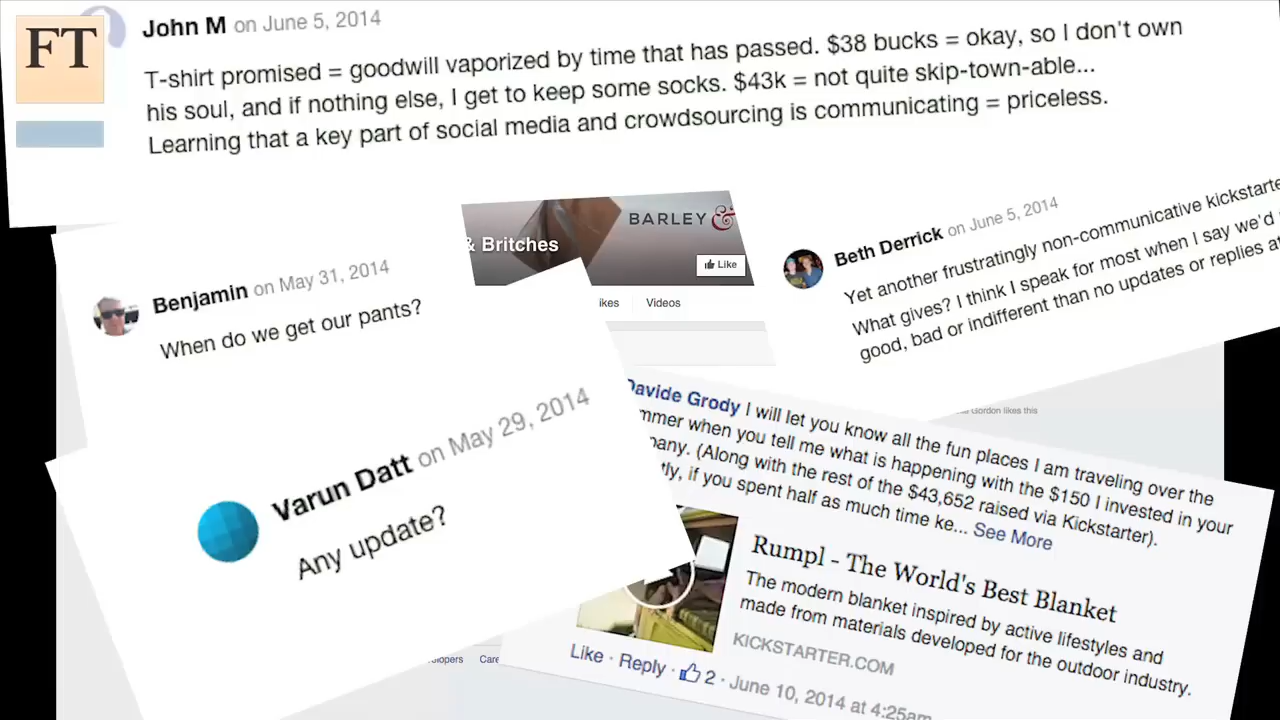 FT
John M on June 5, 2014
T-shirt promised = goodwill vaporized by time that has passed. $38 bucks = okay, so I don't own
his soul, and if nothing else, I get to keep some socks. $43k = not quite skip-town-able...
Learning that a key part of social media and crowdsourcing is communicating = priceless.
BARLEY &
& Britches
Like
ikes Videos
Beth Derrick on June 5, 2014
Yet another frustratingly non-communicative kickstarte
What gives? I think I speak for most when I say we'd
good, bad or indifferent than no updates or replies at
Benjamin on May 31, 2014
When do we get our pants?
Gordon likes this
Varun Datt on May 29, 2014
Any update?
Davide Grody I will let you know all the fun places I am traveling over the
mmer when you tell me what is happening with the $150 I invested in your
pany. (Along with the rest of the $43,652 raised via Kickstarter).
tly, if you spent half as much time ke... See More
Rumpl - The World's Best Blanket
The modern blanket inspired by active lifestyles and
made from materials developed for the outdoor industry.
KICKSTARTER.COM
Like · Reply · 2 · June 10, 2014 at 4:25am
elopers Care